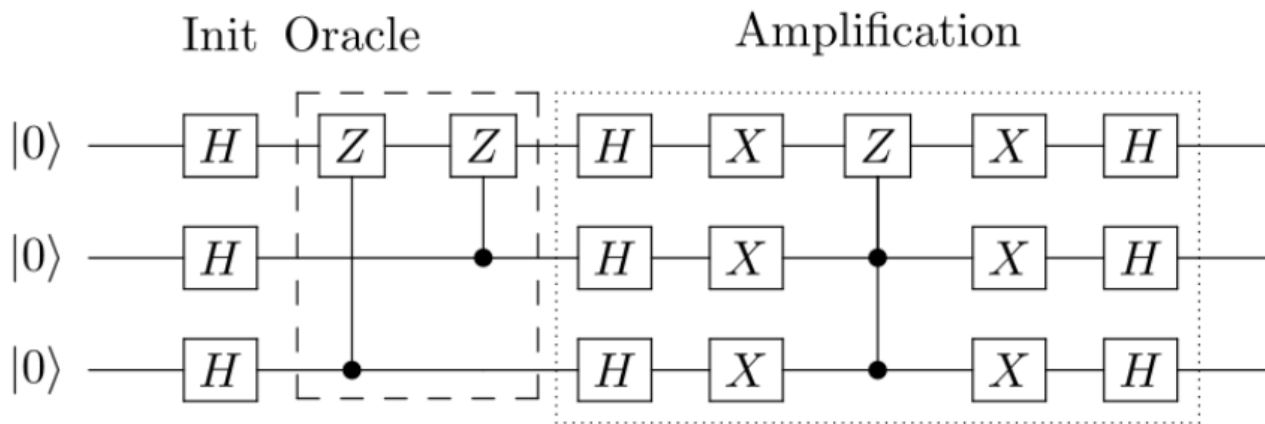 Init Oracle Amplification
|0⟩ H Z Z H X Z X H
|0⟩ H H X X H
|0⟩ H H X X H